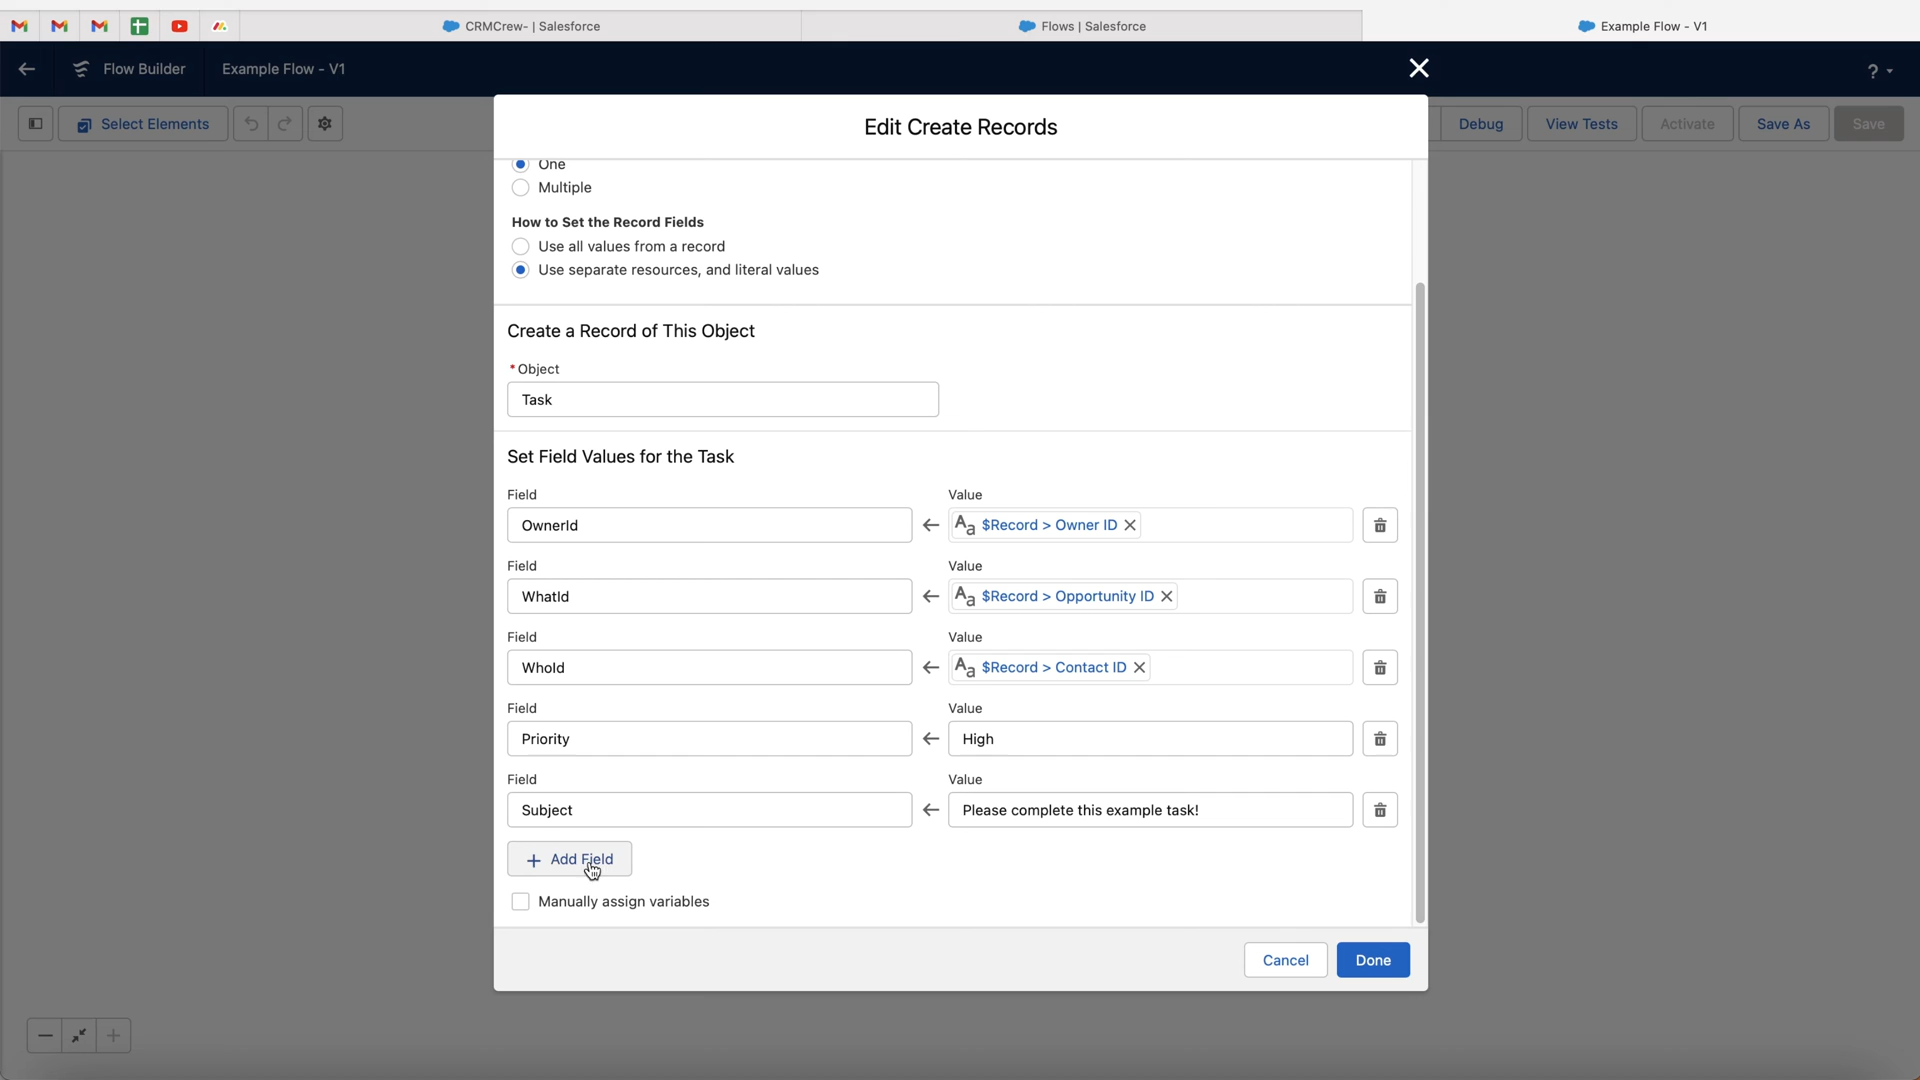 CRMCrew- | Salesforce
Flows | Salesforce
Example Flow - V1
Flow Builder
Example Flow - V1
?
Select Elements
Debug
View Tests
Activate
Save As
Save
Edit Create Records
One
Multiple
How to Set the Record Fields
Use all values from a record
Use separate resources, and literal values
Create a Record of This Object
* Object
Task
Set Field Values for the Task
Field Value
OwnerId Aa $Record > Owner ID
Field Value
WhatId Aa $Record > Opportunity ID
Field Value
WhoId Aa $Record > Contact ID
Field Value
Priority High
Field Value
Subject Please complete this example task!
+ Add Field
Manually assign variables
Cancel Done